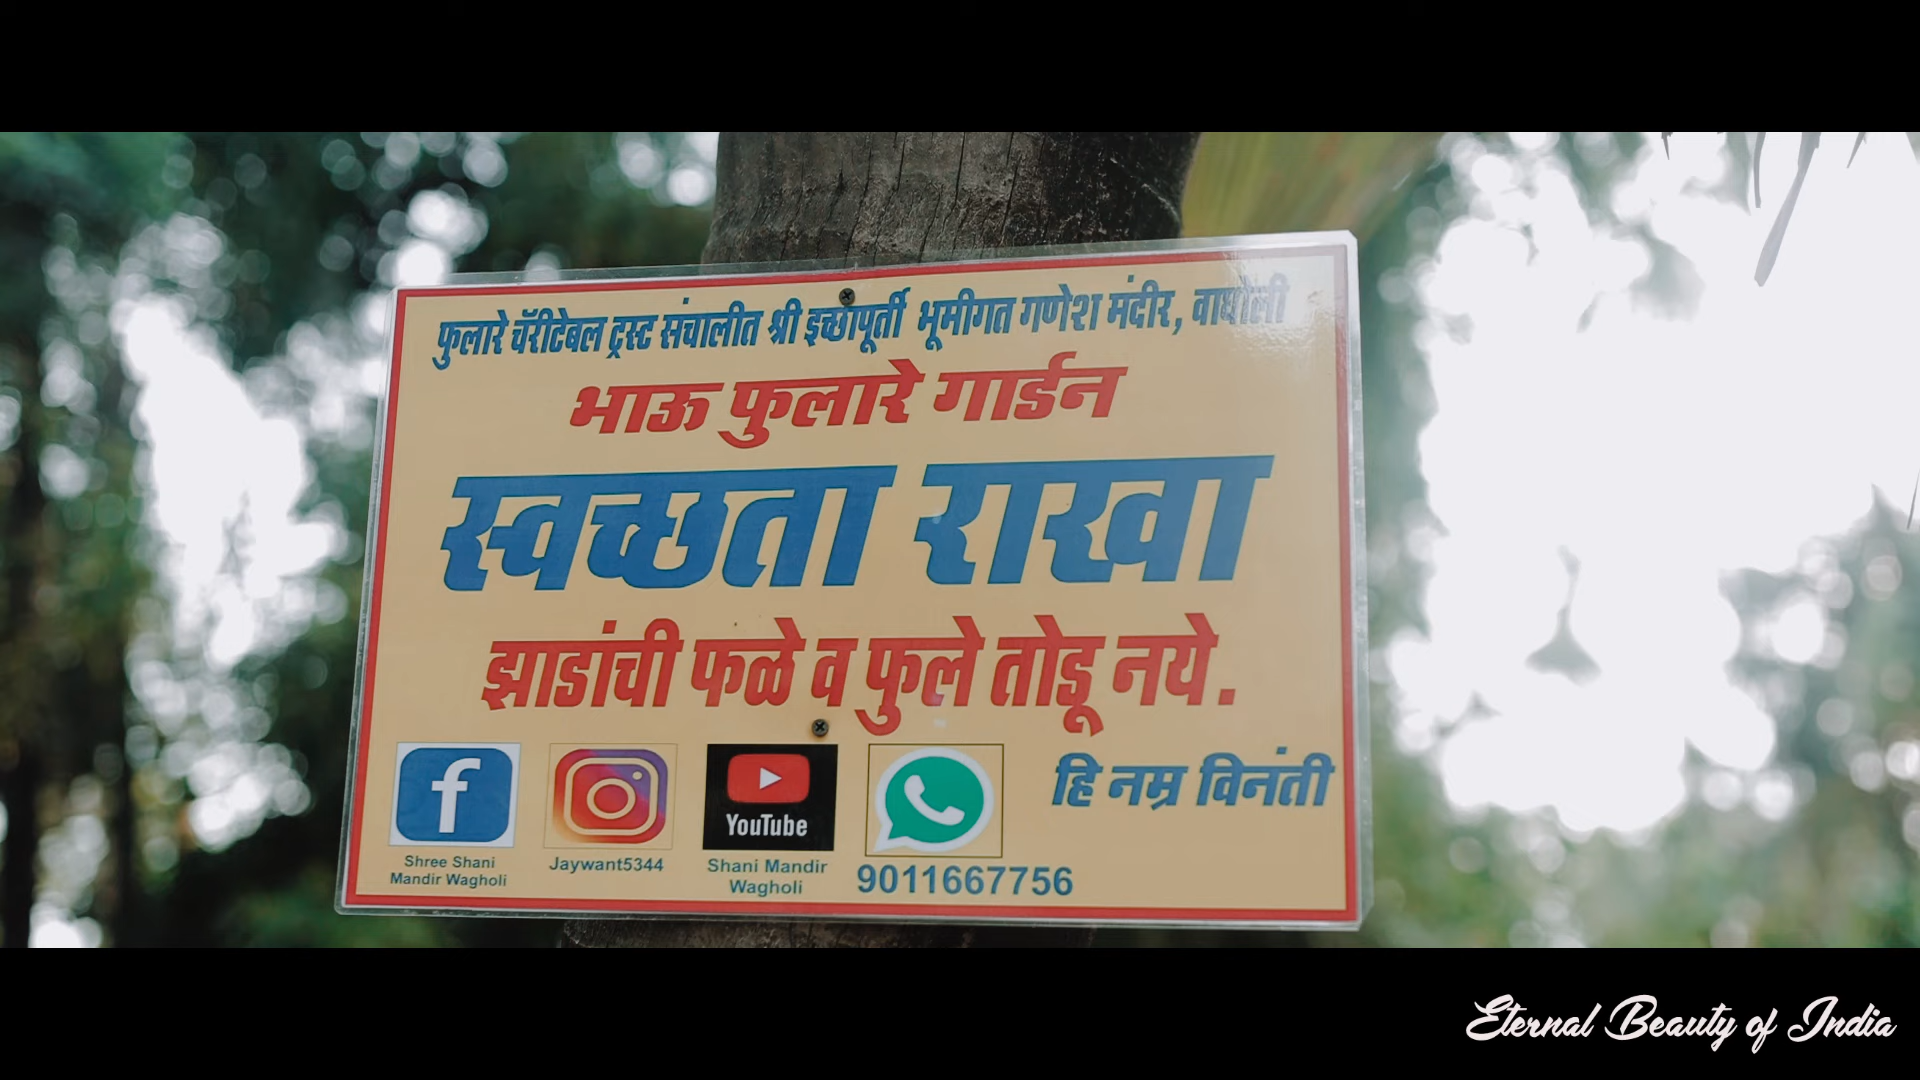 फुलारे चॅरीटेबल ट्रस्ट संचालीत श्री इच्छापूर्ती भूमीगत गणेश मंदीर, वाघोली
भाऊ फुलारे गार्डन
स्वच्छता राखा
झाडांची फळे व फुले तोडू नये.
हि नम्र विनंती
YouTube
Shree Shani
Mandir Wagholi
Jaywant5344
Shani Mandir
Wagholi
9011667756
Eternal Beauty of India